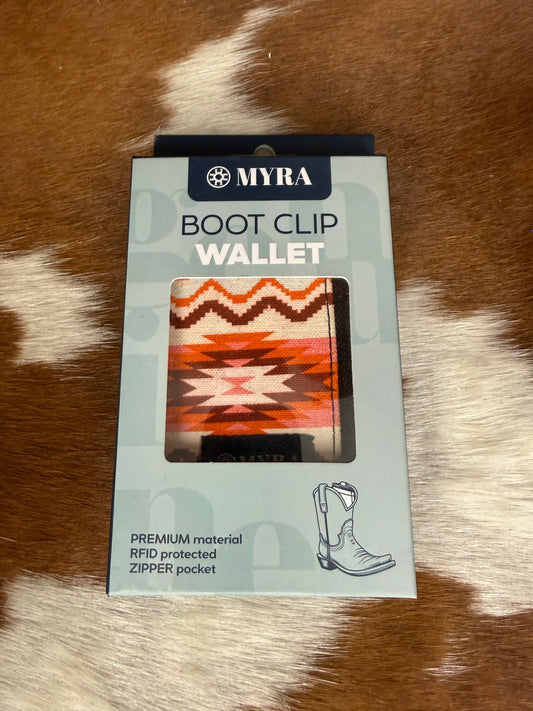 MYRA
BOOT CLIP
WALLET
MYRA
PREMIUM material
RFID protected
ZIPPER pocket